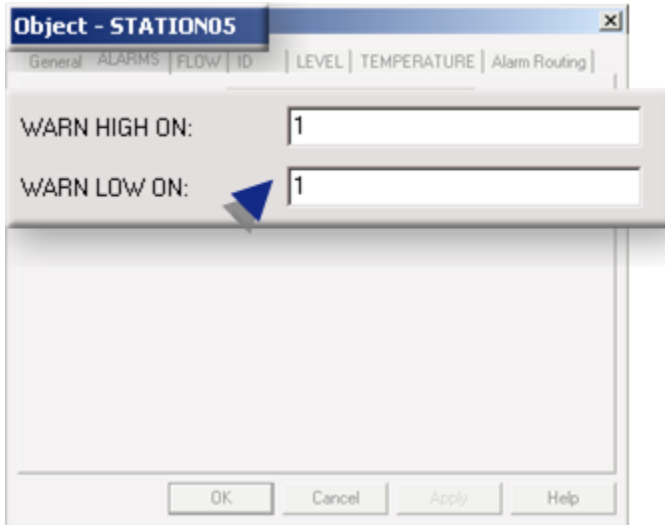 Object - STATION05
General ALARMS FLOW ID LEVEL TEMPERATURE Alarm Routing
WARN HIGH ON: 1
WARN LOW ON: 1
OK Cancel Apply Help